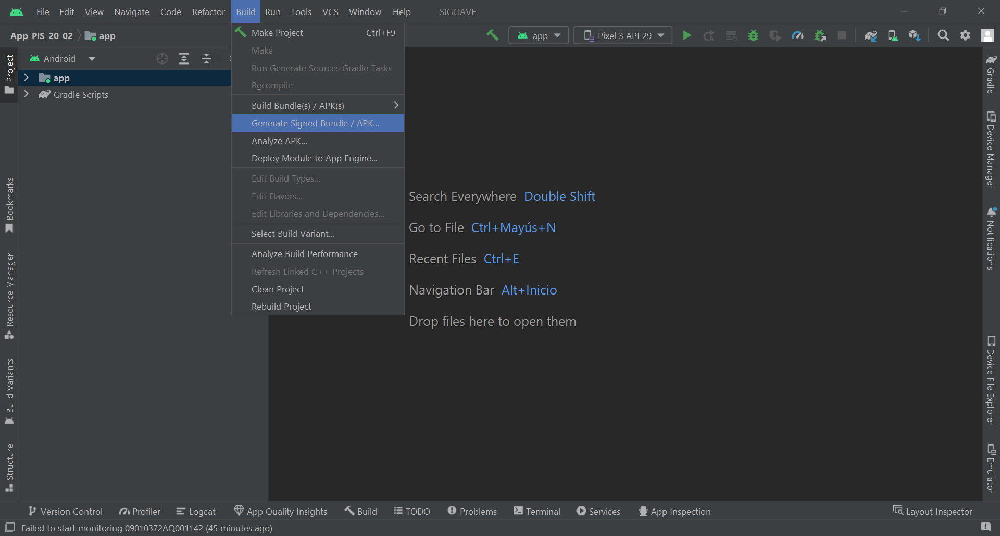 File Edit View Navigate Code Refactor Build Run Tools VCS Window Help SIGOAVE
App_PIS_20_02 app
app
Pixel 3 API 29
Android
app
Gradle Scripts
Make Project Ctrl+F9
Make
Run Generate Sources Gradle Tasks
Recompile
Build Bundle(s) / APK(s)
Generate Signed Bundle / APK...
Analyze APK...
Deploy Module to App Engine...
Edit Build Types...
Edit Flavors...
Edit Libraries and Dependencies...
Select Build Variant...
Analyze Build Performance
Refresh Linked C++ Projects
Clean Project
Rebuild Project
Search Everywhere Double Shift
Go to File Ctrl+Mayús+N
Recent Files Ctrl+E
Navigation Bar Alt+Inicio
Drop files here to open them
Project
Bookmarks
Resource Manager
Build Variants
Structure
Gradle
Device Manager
Notifications
Device File Explorer
Emulator
Version Control Profiler Logcat App Quality Insights Build TODO Problems Terminal Services App Inspection Layout Inspector
Failed to start monitoring 09010372AQ001142 (45 minutes ago)